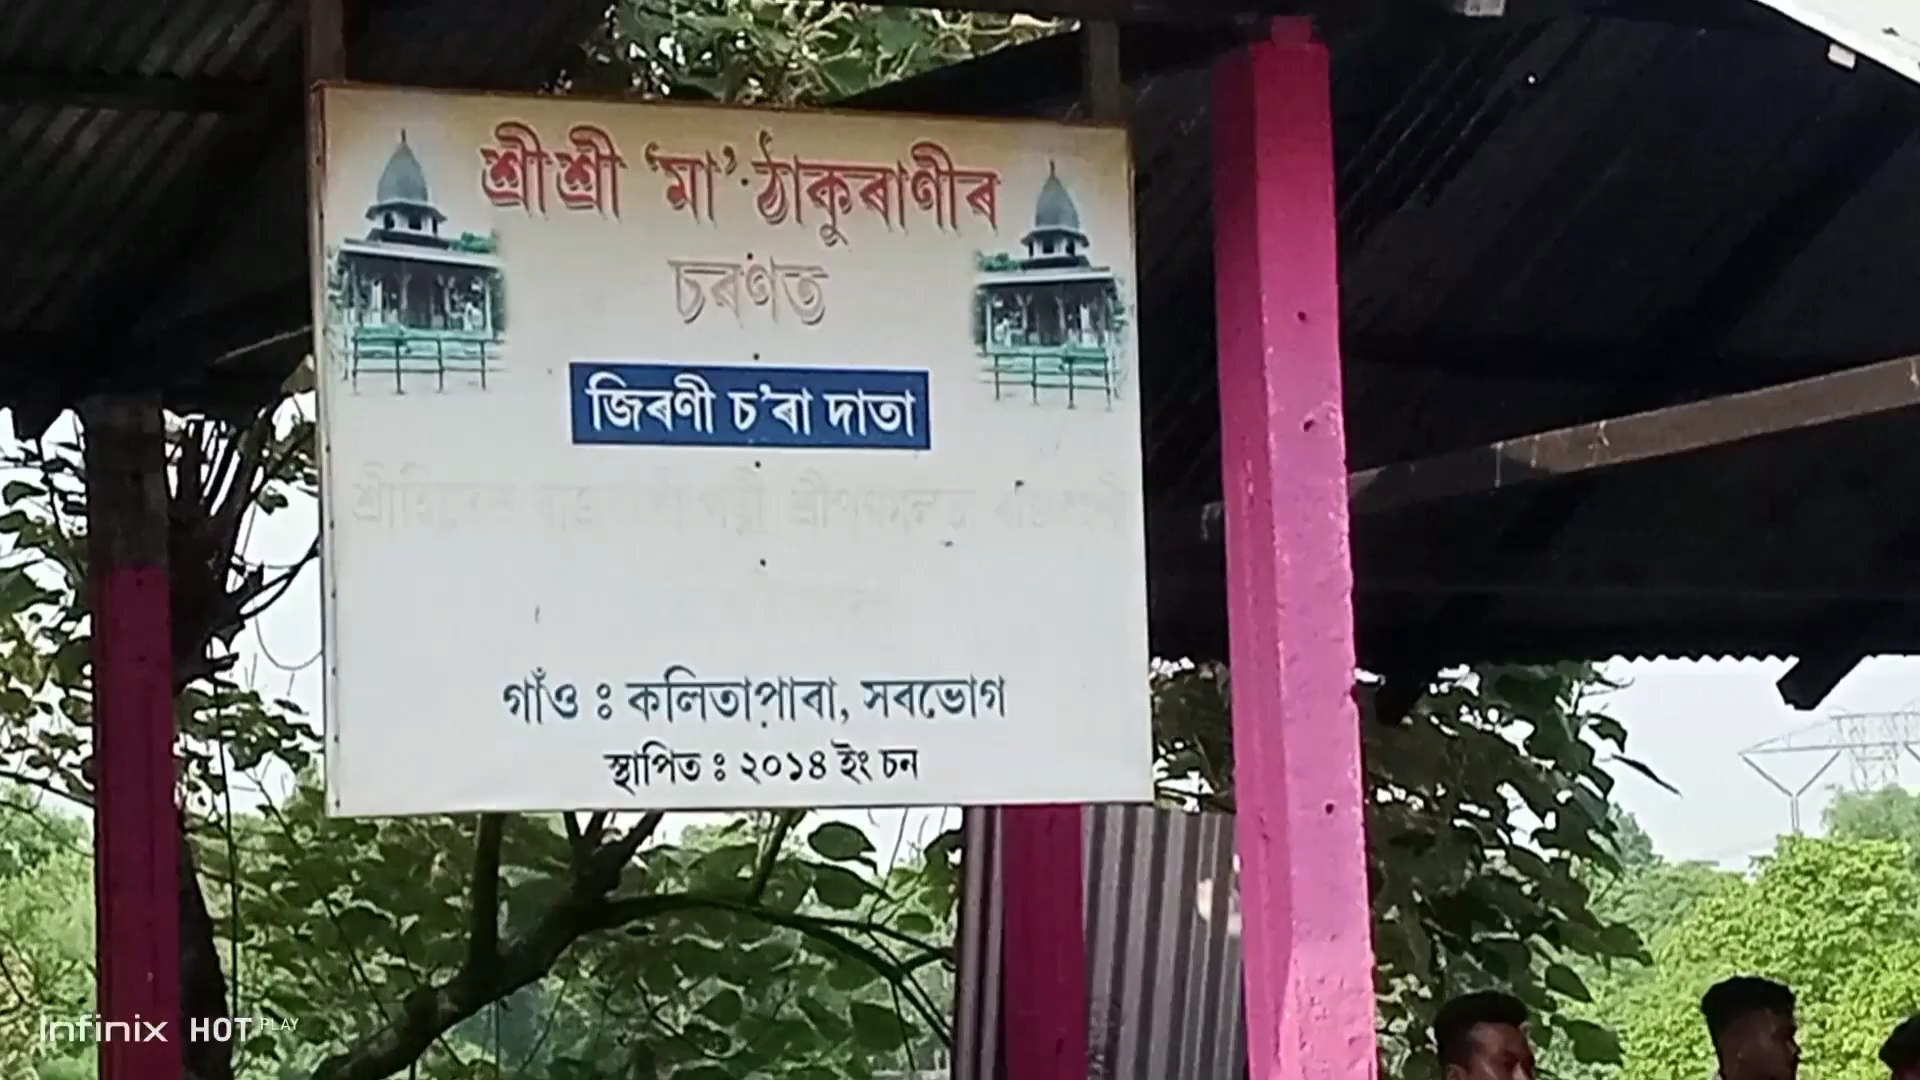 শ্ৰীশ্ৰী ‘মা’ ঠাকুৰাণীৰ
চৰণত
জিৰণী চ’ৰা দাতা
গাঁও ঃ কলিতাপাৰা, সৰভোগ
স্থাপিত ঃ ২০১৪ ইং চন
Infinix HOT PLAY